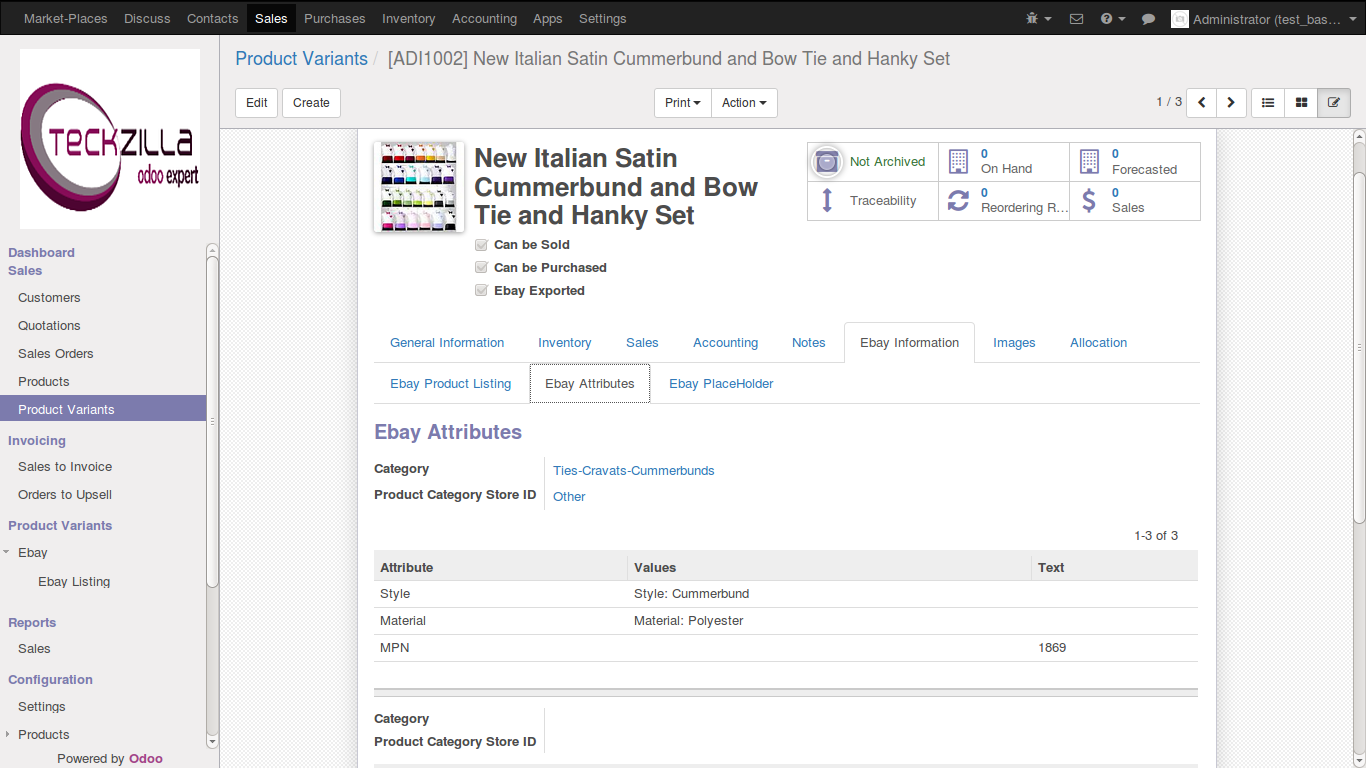 Market-Places Discuss Contacts Sales Purchases Inventory Accounting Apps Settings Administrator (test_bas...
TECKZILLA
odoo expert
Dashboard
Sales
Customers
Quotations
Sales Orders
Products
Product Variants
Invoicing
Sales to Invoice
Orders to Upsell
Product Variants
Ebay
Ebay Listing
Reports
Sales
Configuration
Settings
Products
Powered by Odoo
Product Variants / [ADI1002] New Italian Satin Cummerbund and Bow Tie and Hanky Set
Edit Create Print Action 1 / 3
New Italian Satin
Cummerbund and Bow
Tie and Hanky Set
Can be Sold
Can be Purchased
Ebay Exported
Not Archived
0
On Hand
0
Forecasted
Traceability
0
Reordering R...
0
Sales
General Information Inventory Sales Accounting Notes Ebay Information Images Allocation
Ebay Product Listing Ebay Attributes Ebay PlaceHolder
Ebay Attributes
Category Ties-Cravats-Cummerbunds
Product Category Store ID Other
1-3 of 3
Attribute Values Text
Style Style: Cummerbund
Material Material: Polyester
MPN 1869
Category
Product Category Store ID